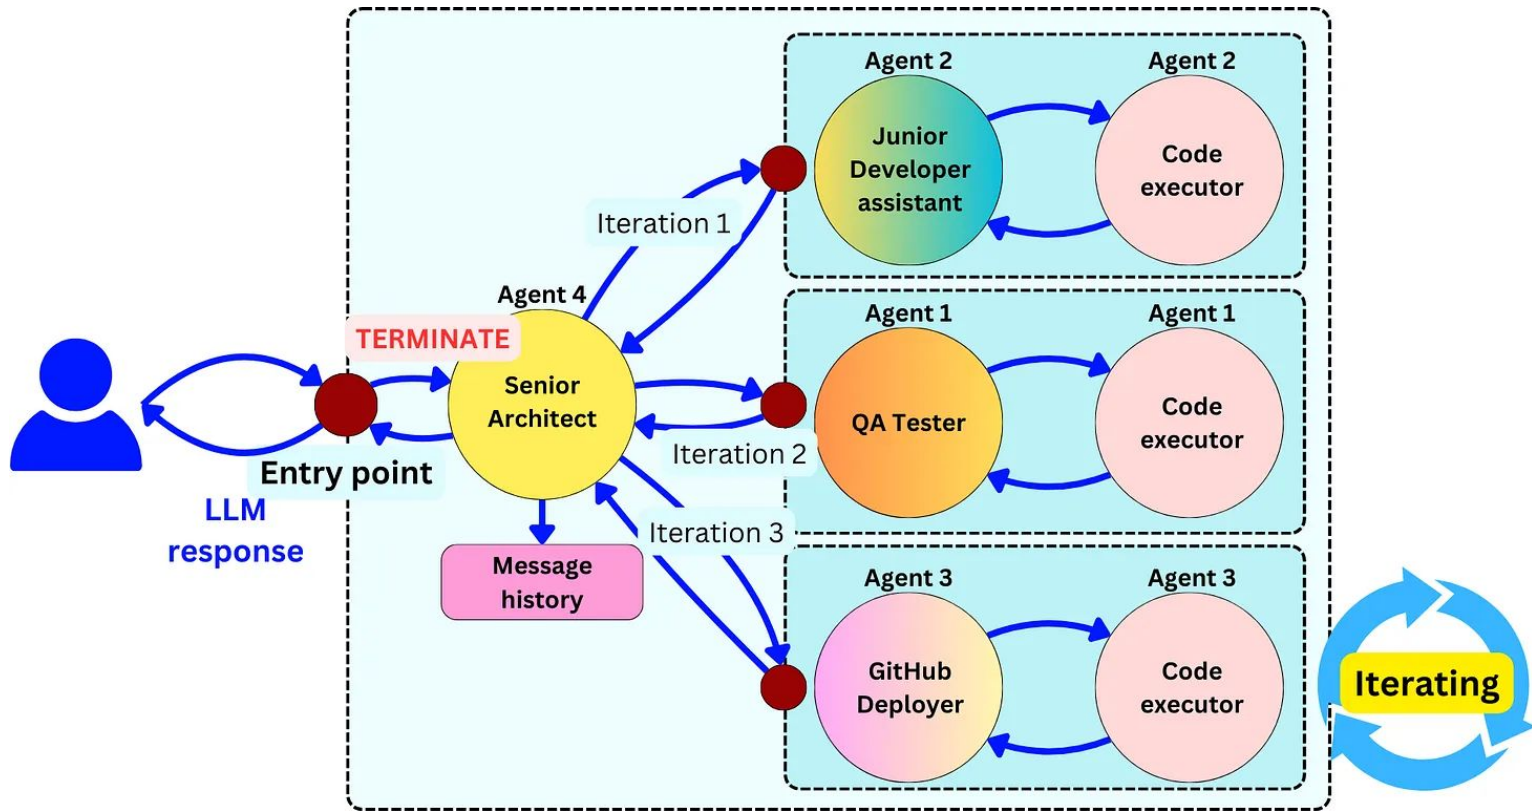 Agent 2
Agent 2
Junior
Developer
assistant
Code
executor
Iteration 1
Agent 4
TERMINATE
Senior
Architect
Agent 1
Agent 1
QA Tester
Code
executor
Iteration 2
Entry point
LLM
response
Iteration 3
Message
history
Agent 3
Agent 3
GitHub
Deployer
Code
executor
Iterating